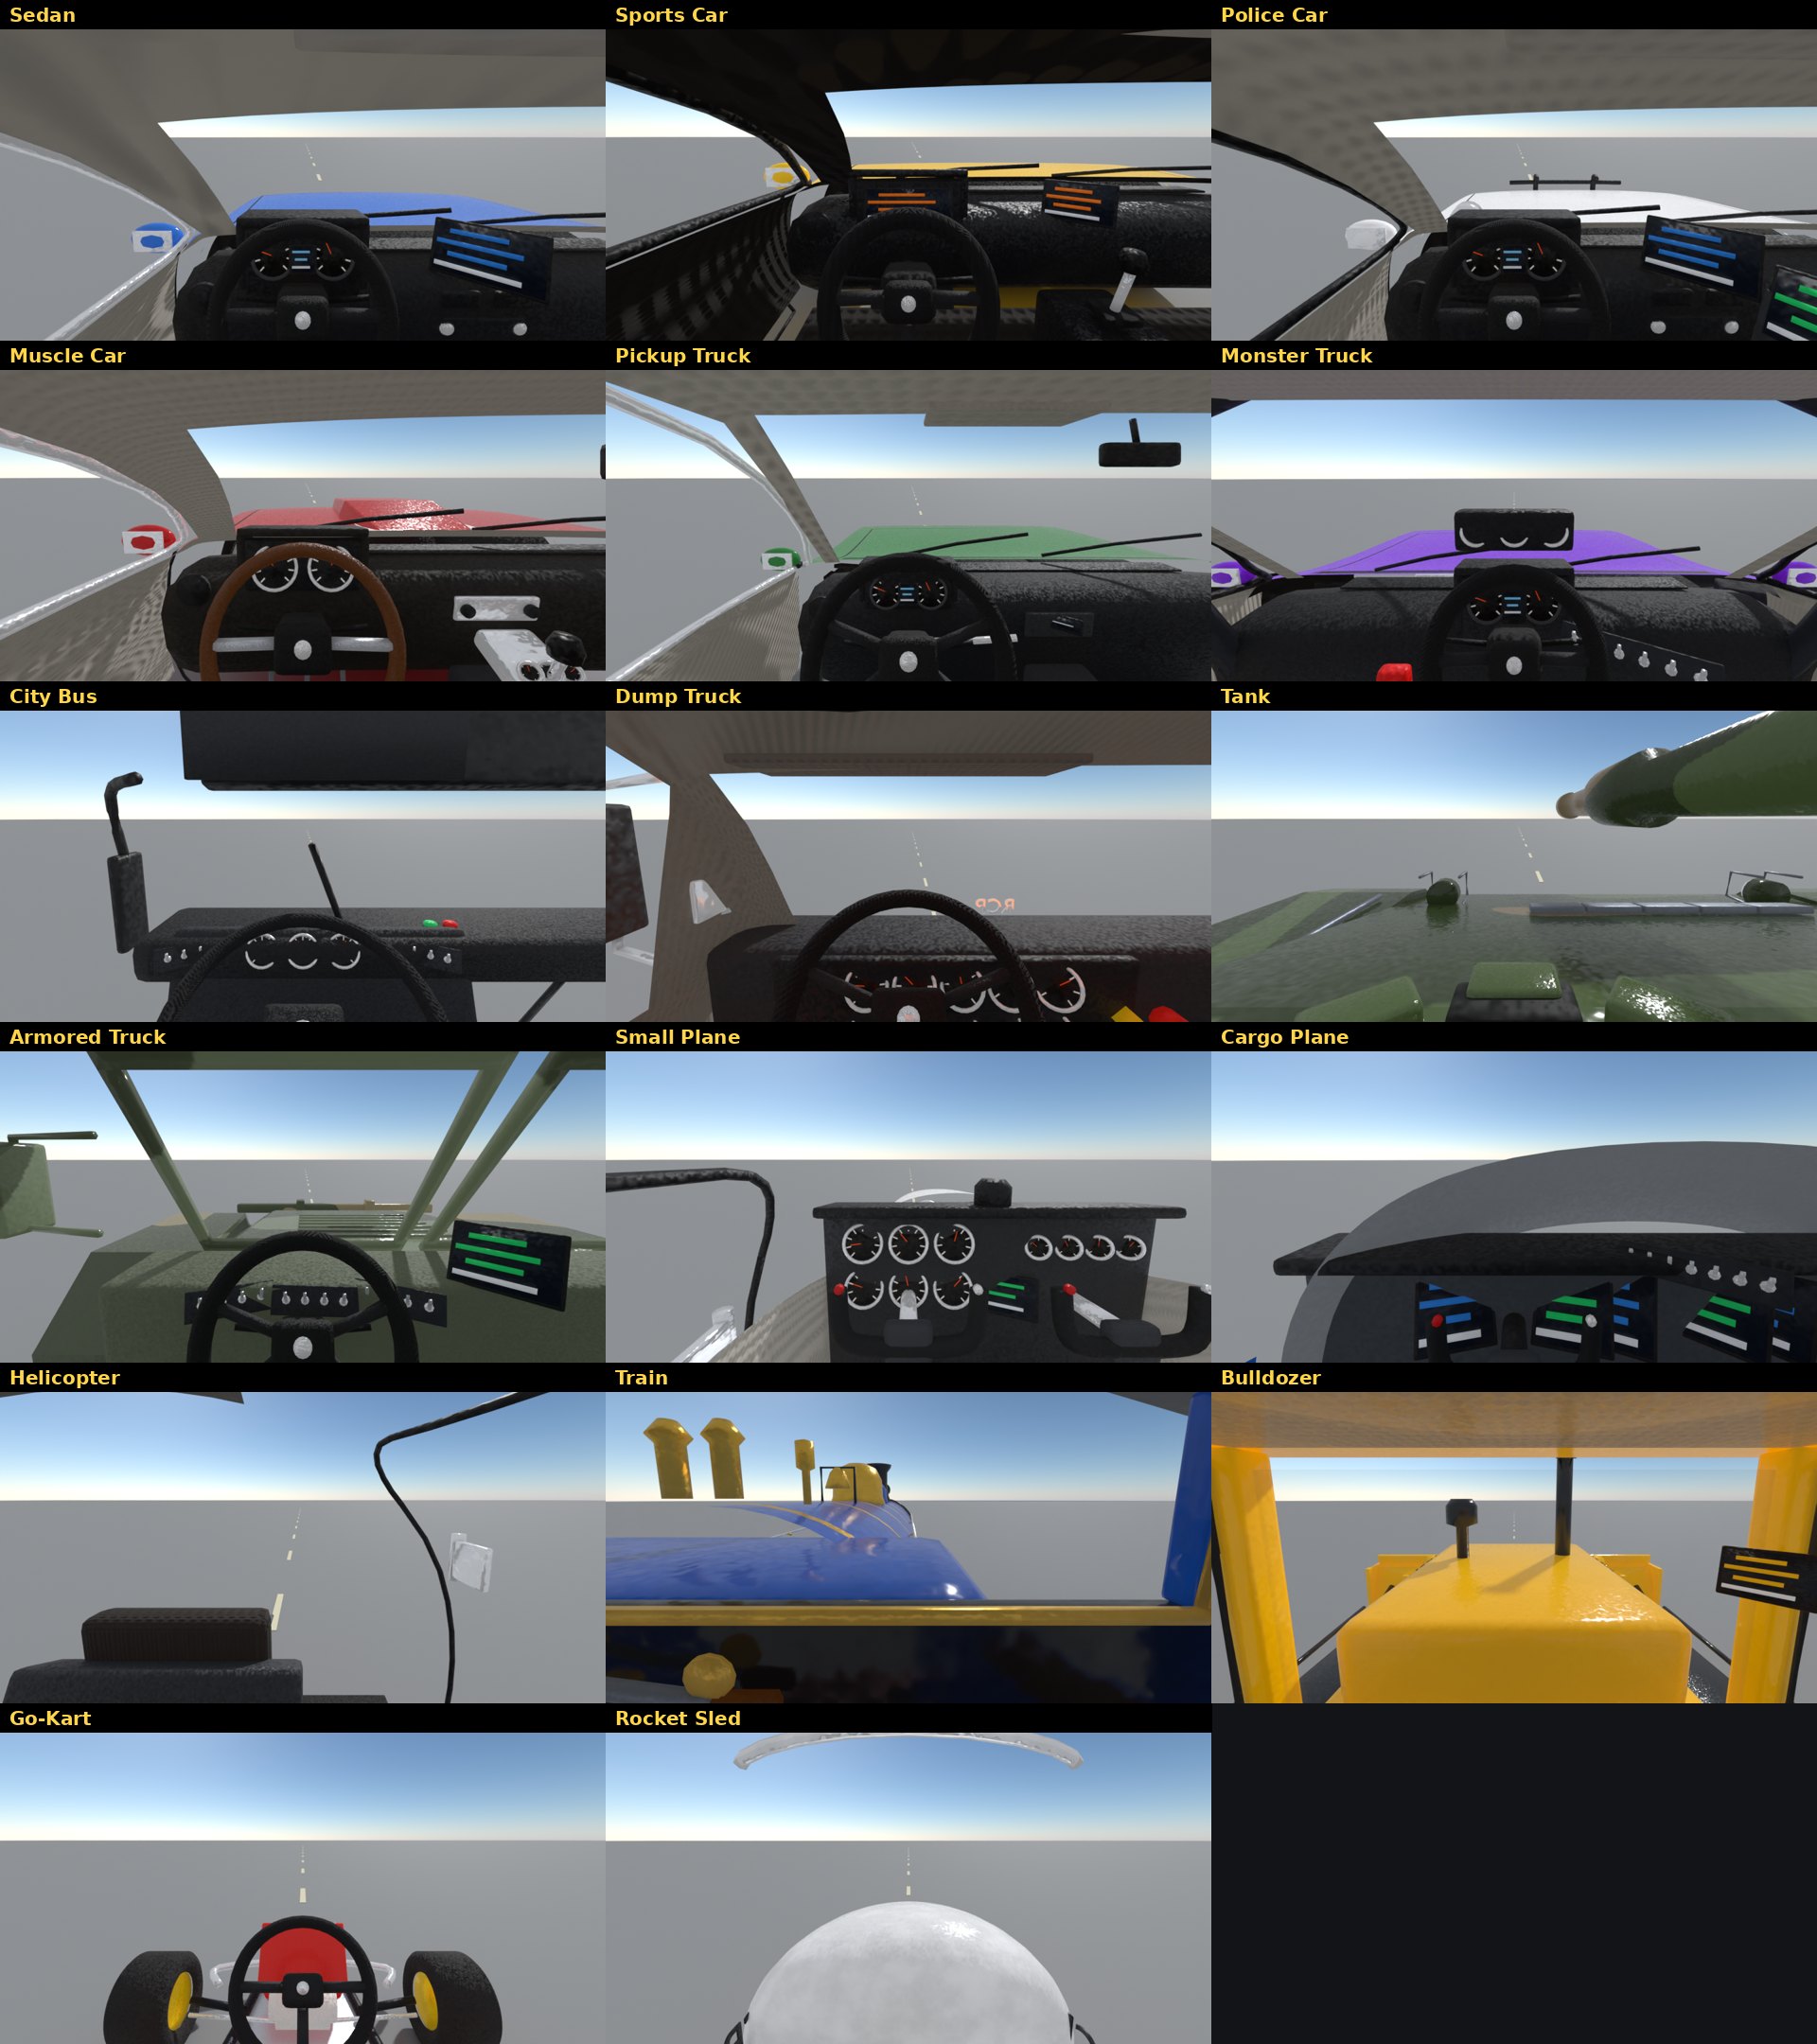 Sedan
Sports Car
Police Car
Muscle Car
Pickup Truck
Monster Truck
City Bus
Dump Truck
Tank
Armored Truck
Small Plane
Cargo Plane
Helicopter
Train
Bulldozer
Go-Kart
Rocket Sled